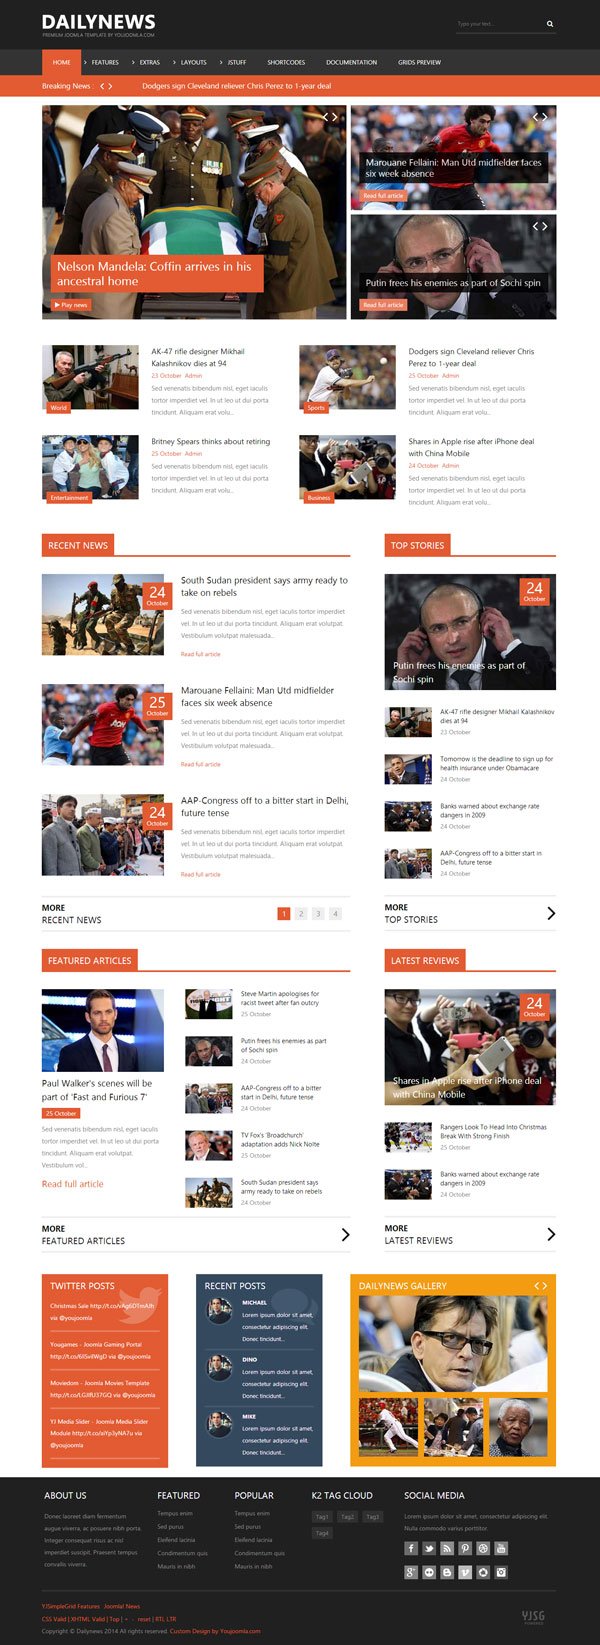 DAILYNEWS
PREMIUM JOOMLA TEMPLATE BY YOUJOOMLA.COM
Type your text...
HOME
FEATURES
EXTRAS
LAYOUTS
JSTUFF
SHORTCODES
DOCUMENTATION
GRIDS PREVIEW
Breaking News :
Dodgers sign Cleveland reliever Chris Perez to 1-year deal
Nelson Mandela: Coffin arrives in his
ancestral home
Play news
Marouane Fellaini: Man Utd midfielder faces
six week absence
Read full article
Putin frees his enemies as part of Sochi spin
Read full article
World
AK-47 rifle designer Mikhail
Kalashnikov dies at 94
23 October Admin
Sed venenatis bibendum nisl, eget iaculis
tortor imperdiet vel. In ut leo ut dui porta
tincidunt. Aliquam erat volu...
Sports
Dodgers sign Cleveland reliever Chris
Perez to 1-year deal
25 October Admin
Sed venenatis bibendum nisl, eget iaculis
tortor imperdiet vel. In ut leo ut dui porta
tincidunt. Aliquam erat volu...
Entertainment
Britney Spears thinks about retiring
25 October Admin
Sed venenatis bibendum nisl, eget iaculis
tortor imperdiet vel. In ut leo ut dui porta
tincidunt. Aliquam erat volu...
Business
Shares in Apple rise after iPhone deal
with China Mobile
24 October Admin
Sed venenatis bibendum nisl, eget iaculis
tortor imperdiet vel. In ut leo ut dui porta
tincidunt. Aliquam erat volu...
RECENT NEWS
24
October
South Sudan president says army ready to
take on rebels
Sed venenatis bibendum nisl, eget iaculis tortor imperdiet
vel. In ut leo ut dui porta tincidunt. Aliquam erat volutpat.
Vestibulum volutpat malesuada...
Read full article
25
October
Marouane Fellaini: Man Utd midfielder
faces six week absence
Sed venenatis bibendum nisl, eget iaculis tortor imperdiet
vel. In ut leo ut dui porta tincidunt. Aliquam erat volutpat.
Vestibulum volutpat malesuada...
Read full article
24
October
AAP-Congress off to a bitter start in Delhi,
future tense
Sed venenatis bibendum nisl, eget iaculis tortor imperdiet
vel. In ut leo ut dui porta tincidunt. Aliquam erat volutpat.
Vestibulum volutpat malesuada...
Read full article
MORE
RECENT NEWS
1 2 3 4
TOP STORIES
24
October
Putin frees his enemies as part of
Sochi spin
AK-47 rifle designer Mikhail Kalashnikov
dies at 94
23 October
Tomorrow is the deadline to sign up for
health insurance under Obamacare
24 October
Banks warned about exchange rate
dangers in 2009
24 October
AAP-Congress off to a bitter start in
Delhi, future tense
24 October
MORE
TOP STORIES
FEATURED ARTICLES
Paul Walker's scenes will be
part of 'Fast and Furious 7'
25 October
Sed venenatis bibendum nisl, eget iaculis
tortor imperdiet vel. In ut leo ut dui porta
tincidunt. Aliquam erat volutpat.
Vestibulum vol...
Read full article
Steve Martin apologises for
racist tweet after fan outcry
25 October
Putin frees his enemies as part
of Sochi spin
24 October
AAP-Congress off to a bitter
start in Delhi, future tense
24 October
TV Fox's 'Broadchurch'
adaptation adds Nick Nolte
25 October
South Sudan president says
army ready to take on rebels
24 October
MORE
FEATURED ARTICLES
LATEST REVIEWS
24
October
Shares in Apple rise after iPhone deal
with China Mobile
Rangers Look To Head Into Christmas
Break With Strong Finish
25 October
Banks warned about exchange rate
dangers in 2009
24 October
MORE
LATEST REVIEWS
TWITTER POSTS
Christmas Sale
via @youjoomla
Yougames - Joomla Gaming Portal
via @youjoomla
Moviedom - Joomla Movies Template
via @youjoomla
YJ Media Slider - Joomla Media Slider
Module via
@youjoomla
RECENT POSTS
MICHAEL
Lorem ipsum dolor sit amet,
consectetur adipiscing elit.
Donec tincidunt...
DINO
Lorem ipsum dolor sit amet,
consectetur adipiscing elit.
Donec tincidunt...
MIKE
Lorem ipsum dolor sit amet,
consectetur adipiscing elit.
Donec tincidunt...
DAILYNEWS GALLERY
ABOUT US
Donec laoreet diam fermentum
augue viverra, ac posuere nibh porta.
Integer consequat risus ac nisl
imperdiet suscipit. Praesent tempus
convallis viverra.
FEATURED
Tempus enim
Sed purus
Eleifend lacinia
Condimentum quis
Mauris in nibh
POPULAR
Tempus enim
Sed purus
Eleifend lacinia
Condimentum quis
Mauris in nibh
K2 TAG CLOUD
Tag1 Tag2 Tag3
Tag4
SOCIAL MEDIA
Lorem ipsum dolor sit amet, consectetur adipiscing elit.
Nulla commodo varius porttitor.
YJSimpleGrid Features Joomla! News
CSS Valid | XHTML Valid | Top | + - reset | RTL LTR
Copyright © Dailynews 2014 All rights reserved. Custom Design by Youjoomla.com
YJSG
POWERED